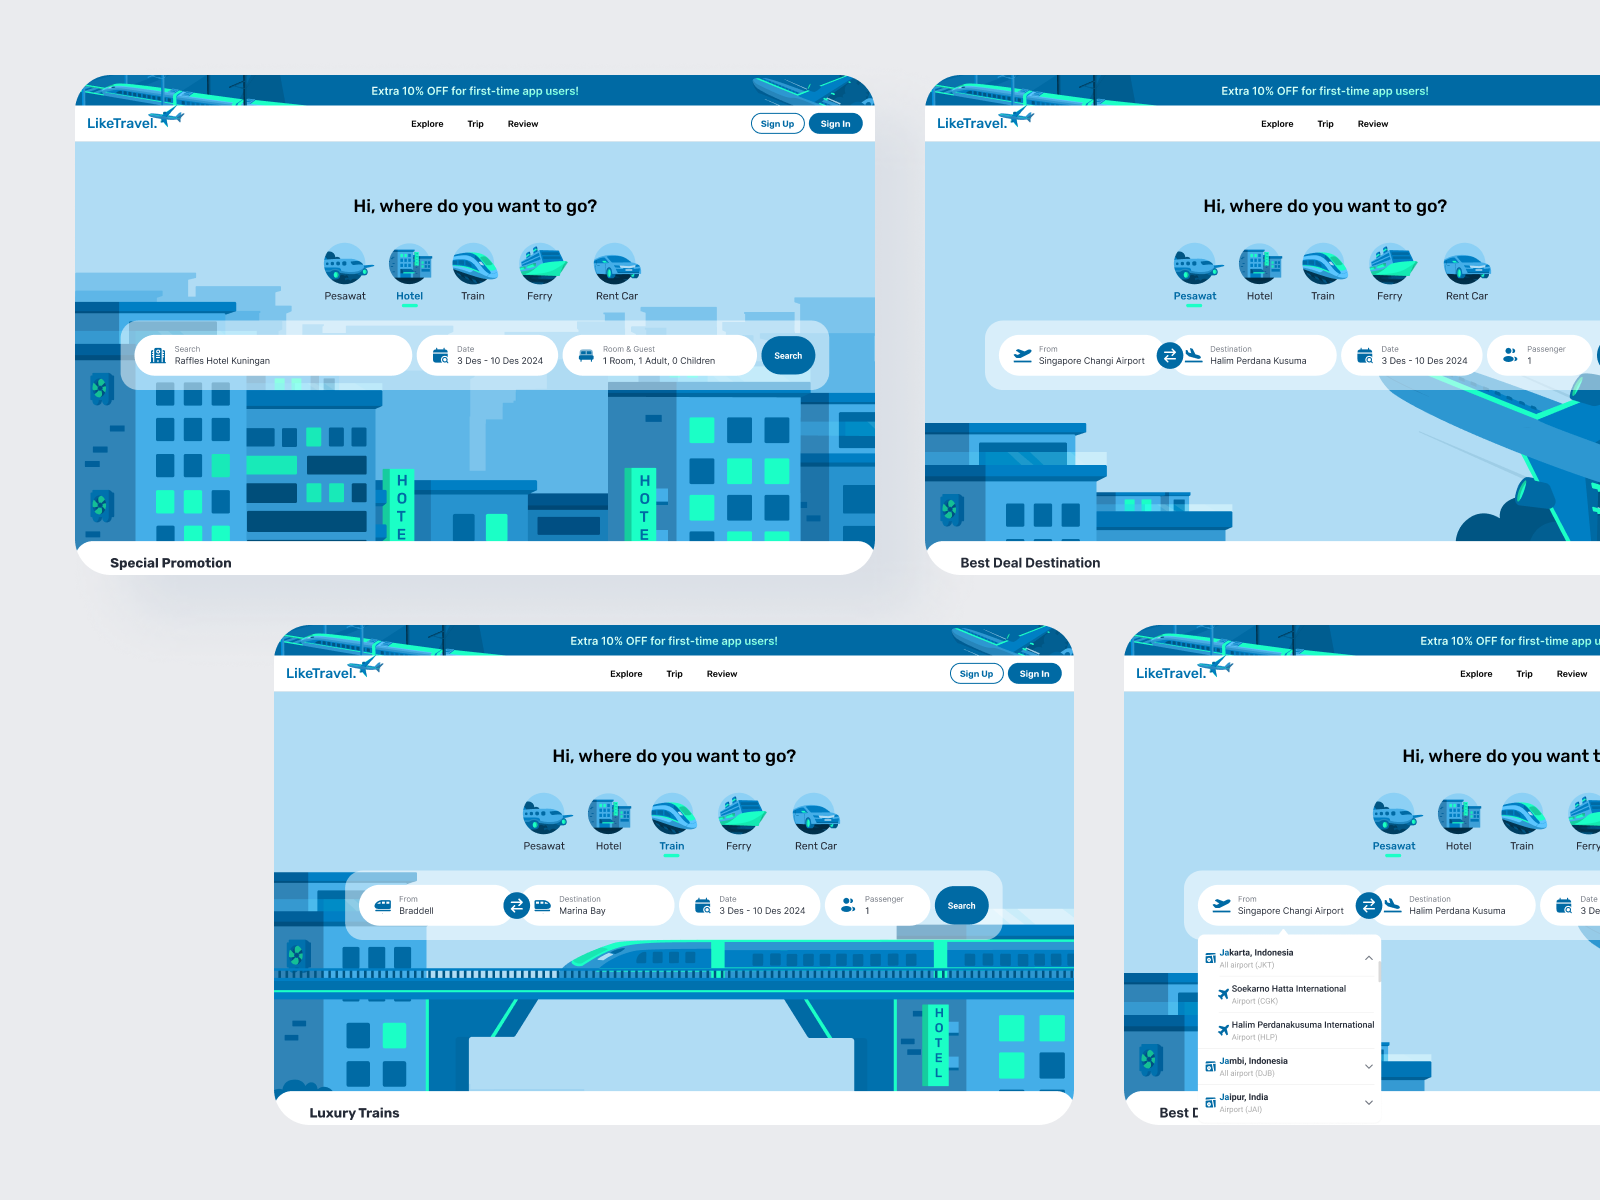 Extra 10% OFF for first-time app users!
LikeTravel.
Explore Trip Review
Sign Up Sign In
Hi, where do you want to go?
Pesawat Hotel Train Ferry Rent Car
Search
Raffles Hotel Kuningan
Date
3 Des - 10 Des 2024
Room & Guest
1 Room, 1 Adult, 0 Children
Search
HOTE
HOTE
Special Promotion
Extra 10% OFF for first-time app users!
LikeTravel.
Explore Trip Review
Hi, where do you want to go?
Pesawat Hotel Train Ferry Rent Car
From
Singapore Changi Airport
Destination
Halim Perdana Kusuma
Date
3 Des - 10 Des 2024
Passenger
1
Best Deal Destination
Extra 10% OFF for first-time app users!
LikeTravel.
Explore Trip Review
Sign Up Sign In
Hi, where do you want to go?
Pesawat Hotel Train Ferry Rent Car
From
Braddell
Destination
Marina Bay
Date
3 Des - 10 Des 2024
Passenger
1
Search
HOTEL
Luxury Trains
Extra 10% OFF for first-time app u
LikeTravel.
Explore Trip Review
Hi, where do you want t
Pesawat Hotel Train Ferry
From
Singapore Changi Airport
Destination
Halim Perdana Kusuma
Date
3 De
Jakarta, Indonesia
All airport (JKT)
Soekarno Hatta International
Airport (CGK)
Halim Perdanakusuma International
Airport (HLP)
Jambi, Indonesia
All airport (DJB)
Jaipur, India
Airport (JAI)
Best D